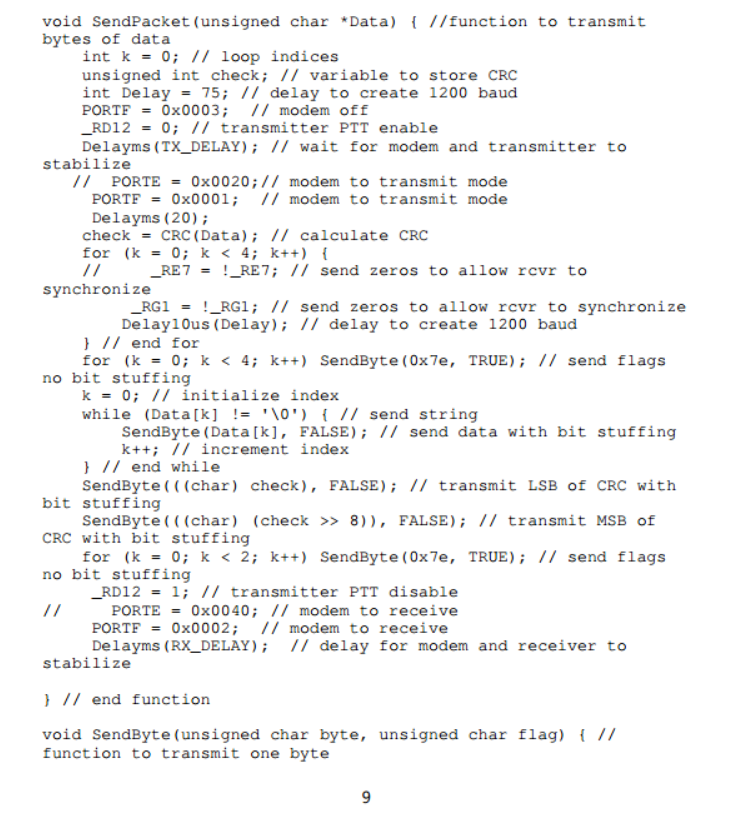 void SendPacket(unsigned char *Data) { //function to transmit
bytes of data
int k = 0; // loop indices
unsigned int check; // variable to store CRC
int Delay = 75; // delay to create 1200 baud
PORTF = 0x0003;  // modem off
_RD12 = 0; // transmitter PTT enable
Delayms(TX_DELAY); // wait for modem and transmitter to
stabilize
//  PORTE = 0x0020;// modem to transmit mode
PORTF = 0x0001;  // modem to transmit mode
Delayms(20);
check = CRC(Data); // calculate CRC
for (k = 0; k < 4; k++) {
//     _RE7 = !_RE7; // send zeros to allow rcvr to
synchronize
_RG1 = !_RG1; // send zeros to allow rcvr to synchronize
Delay10us(Delay); // delay to create 1200 baud
} // end for
for (k = 0; k < 4; k++) SendByte(0x7e, TRUE); // send flags
no bit stuffing
k = 0; // initialize index
while (Data[k] != '\0') { // send string
SendByte(Data[k], FALSE); // send data with bit stuffing
k++; // increment index
} // end while
SendByte(((char) check), FALSE); // transmit LSB of CRC with
bit stuffing
SendByte(((char) (check >> 8)), FALSE); // transmit MSB of
CRC with bit stuffing
for (k = 0; k < 2; k++) SendByte(0x7e, TRUE); // send flags
no bit stuffing
_RD12 = 1; // transmitter PTT disable
//     PORTE = 0x0040; // modem to receive
PORTF = 0x0002;  // modem to receive
Delayms(RX_DELAY);  // delay for modem and receiver to
stabilize
} // end function
void SendByte(unsigned char byte, unsigned char flag) { //
function to transmit one byte
9